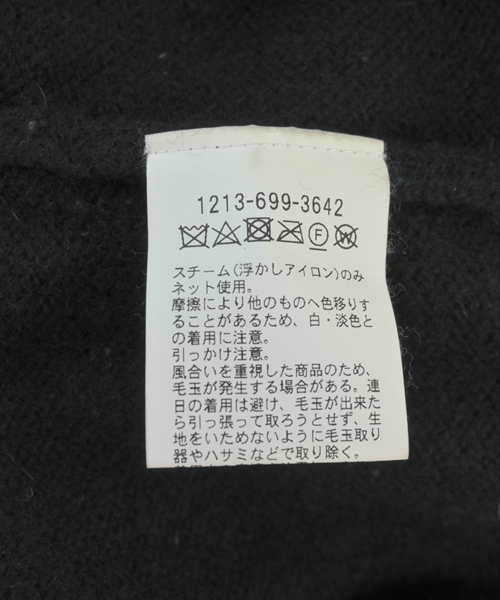 1213-699-3642
スチーム(浮かしアイロン)のみ
ネット使用。
摩擦により他のものへ色移りす
ることがあるため、白・淡色と
の着用に注意。
引っかけ注意。
風合いを重視した商品のため、
毛玉が発生する場合がある。連
日の着用は避け、毛玉が出来た
ら引っ張って取ろうとせず、生
地をいためないように毛玉取り
器やハサミなどで取り除く。